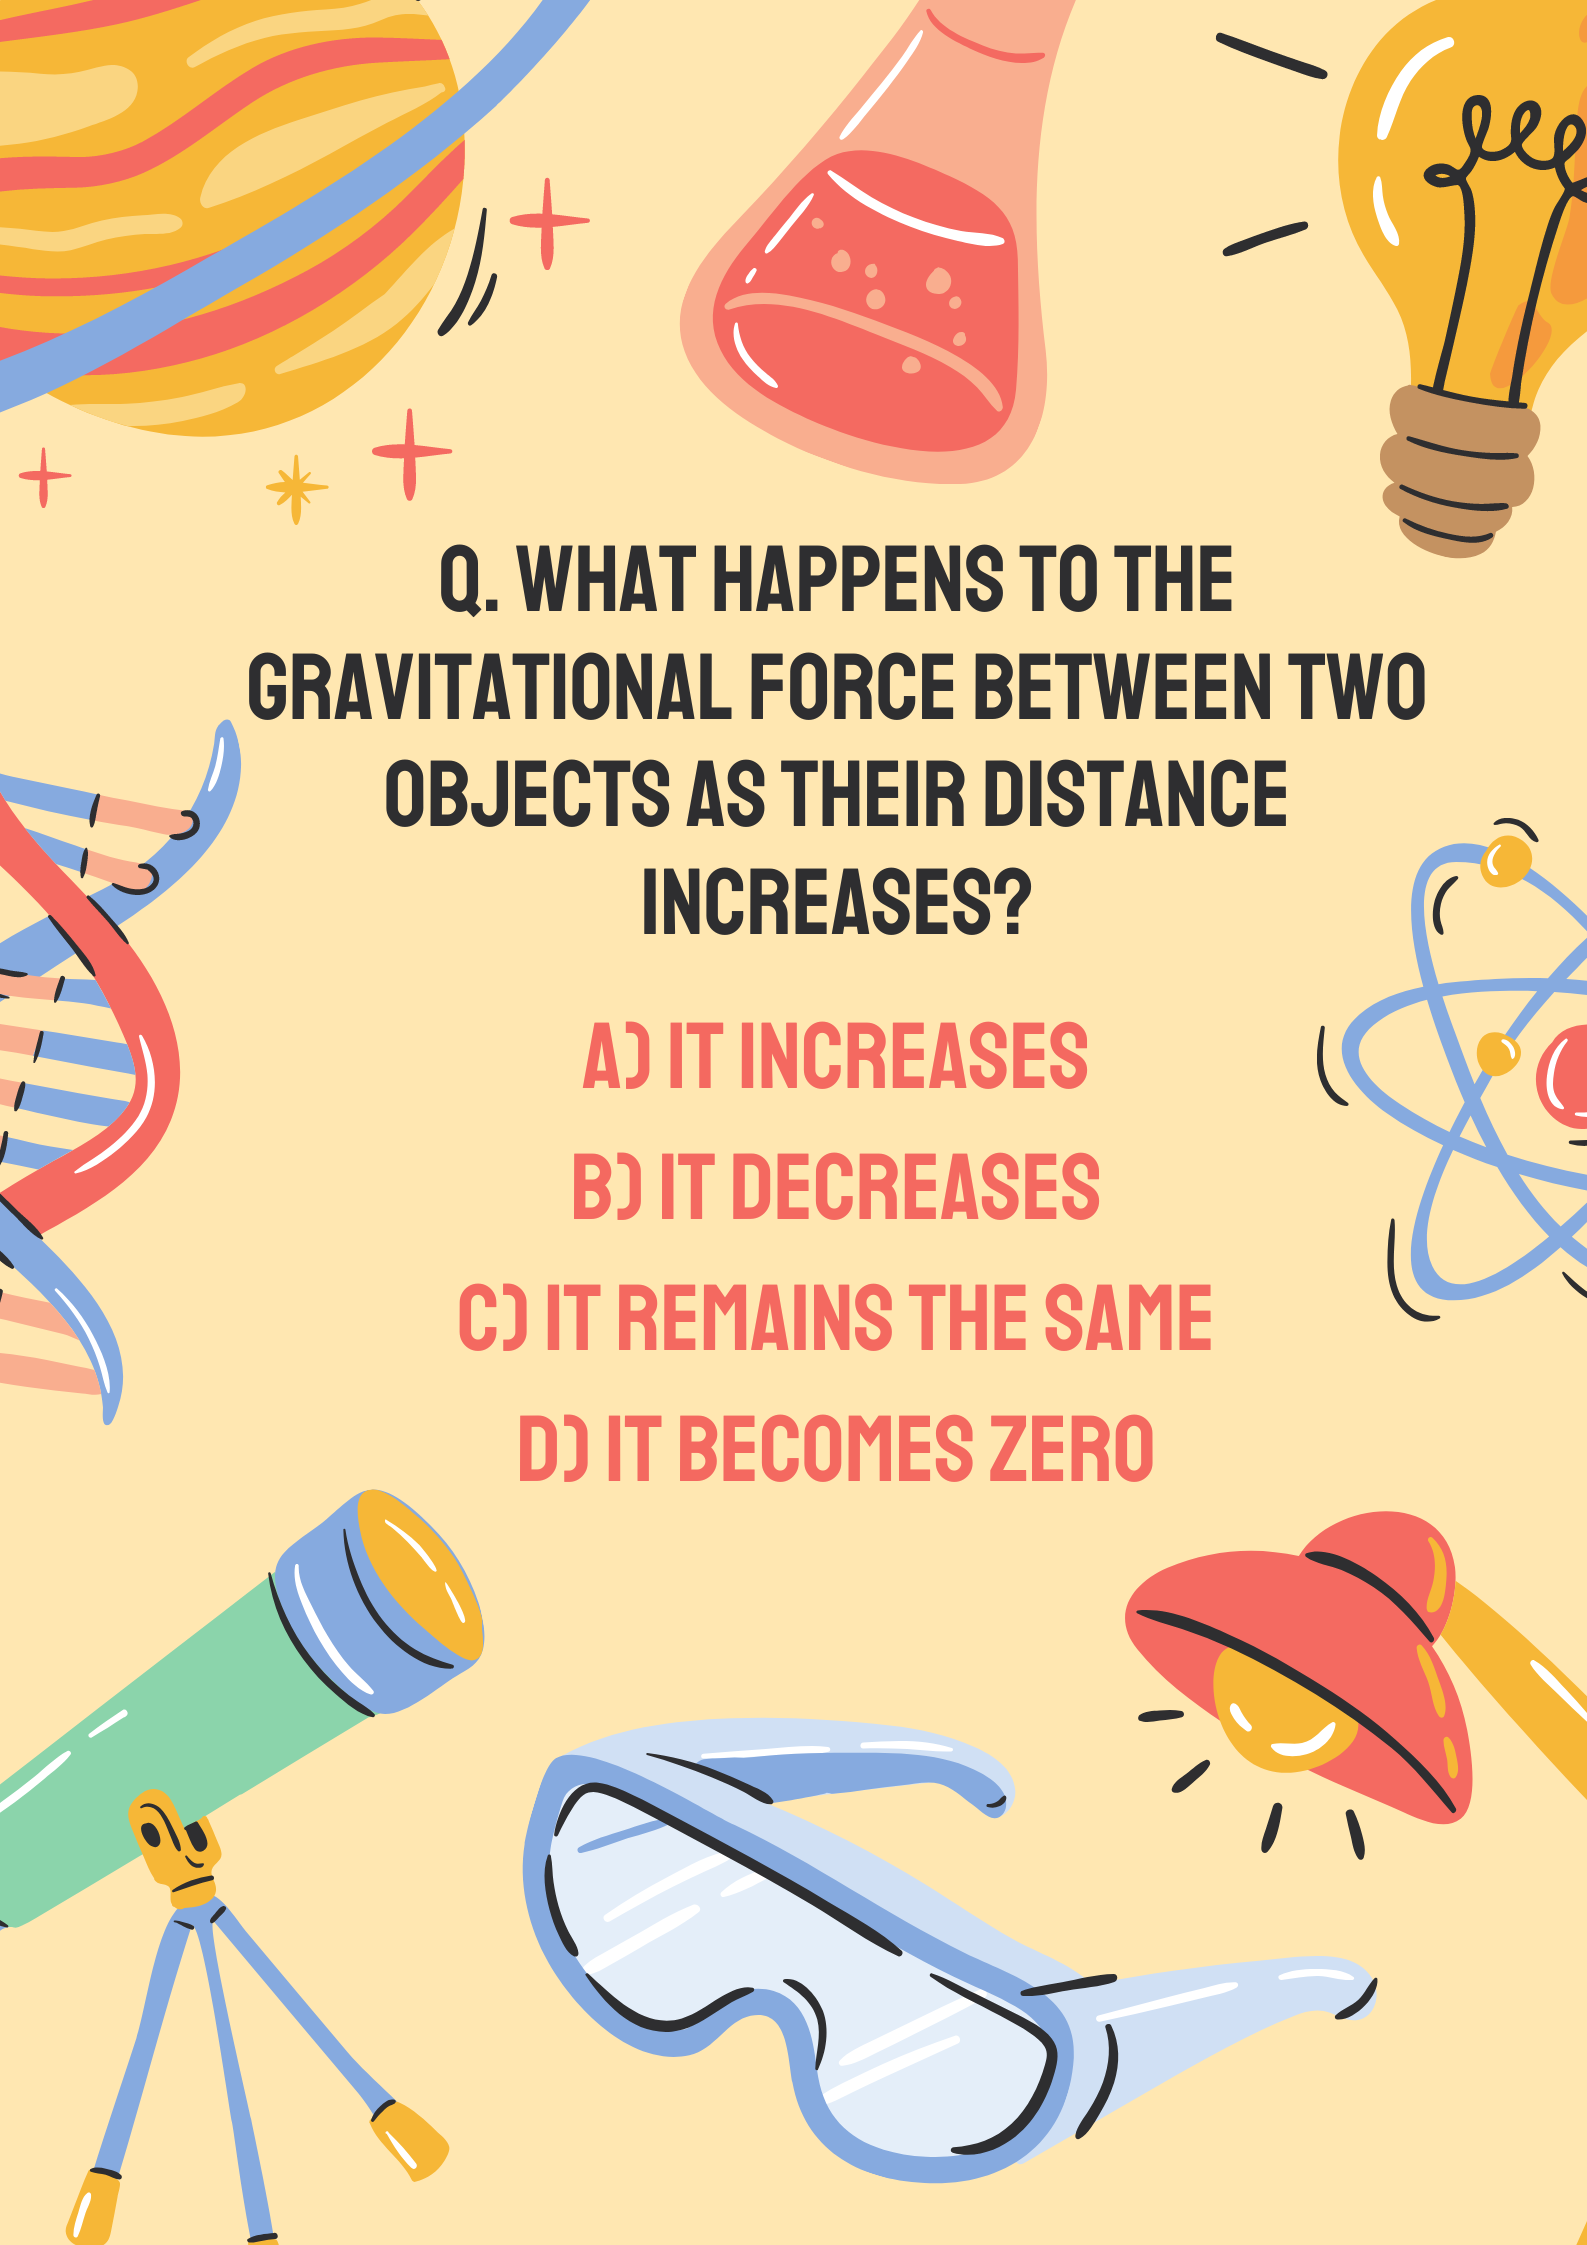 Q. WHAT HAPPENS TO THE
GRAVITATIONAL FORCE BETWEEN TWO
OBJECTS AS THEIR DISTANCE
INCREASES?
A) IT INCREASES
B) IT DECREASES
C) IT REMAINS THE SAME
D) IT BECOMES ZERO